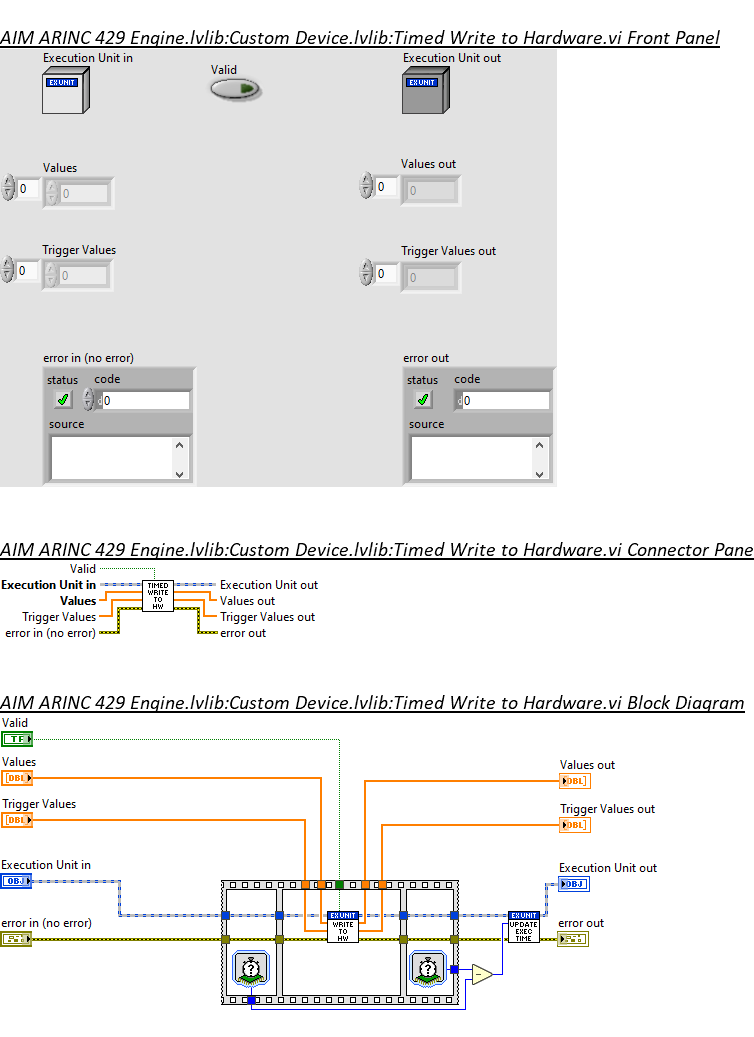 AIM ARINC 429 Engine.lvlib:Custom Device.lvlib:Timed Write to Hardware.vi Front Panel
Execution Unit in
Valid
Execution Unit out
EXUNIT
EXUNIT
Values
Values out
0
0
0
0
Trigger Values
Trigger Values out
0
0
0
0
error in (no error)
error out
status code
status code
d0
d0
source
source
AIM ARINC 429 Engine.lvlib:Custom Device.lvlib:Timed Write to Hardware.vi Connector Pane
Valid
Execution Unit in
Values
Trigger Values
error in (no error)
TIMED
WRITE
TO
HW
Execution Unit out
Values out
Trigger Values out
error out
AIM ARINC 429 Engine.lvlib:Custom Device.lvlib:Timed Write to Hardware.vi Block Diagram
Valid
TF
Values
[DBL]
Values out
[DBL]
Trigger Values
[DBL]
Trigger Values out
[DBL]
Execution Unit in
OBJ
Execution Unit out
OBJ
error in (no error)
error out
EXUNIT
WRITE
TO
HW
EXUNIT
UPDATE
EXEC
TIME
?
?
-